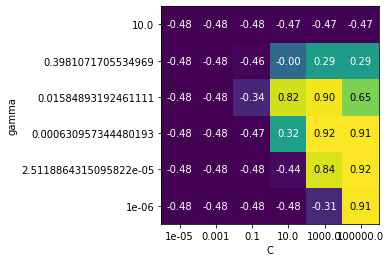 10.0 -0.48 -0.48 -0.48 -0.47 -0.47 -0.47
0.3981071705534969 -0.48 -0.48 -0.46 -0.00 0.29 0.29
0.01584893192461111 -0.48 -0.48 -0.34 0.82 0.90 0.65
0.000630957344480193 -0.48 -0.48 -0.47 0.32 0.92 0.91
2.5118864315095822e-05 -0.48 -0.48 -0.48 -0.44 0.84 0.92
1e-06 -0.48 -0.48 -0.48 -0.48 -0.31 0.91
1e-05 0.001 0.1 10.0 1000.0 100000.0
C
gamma